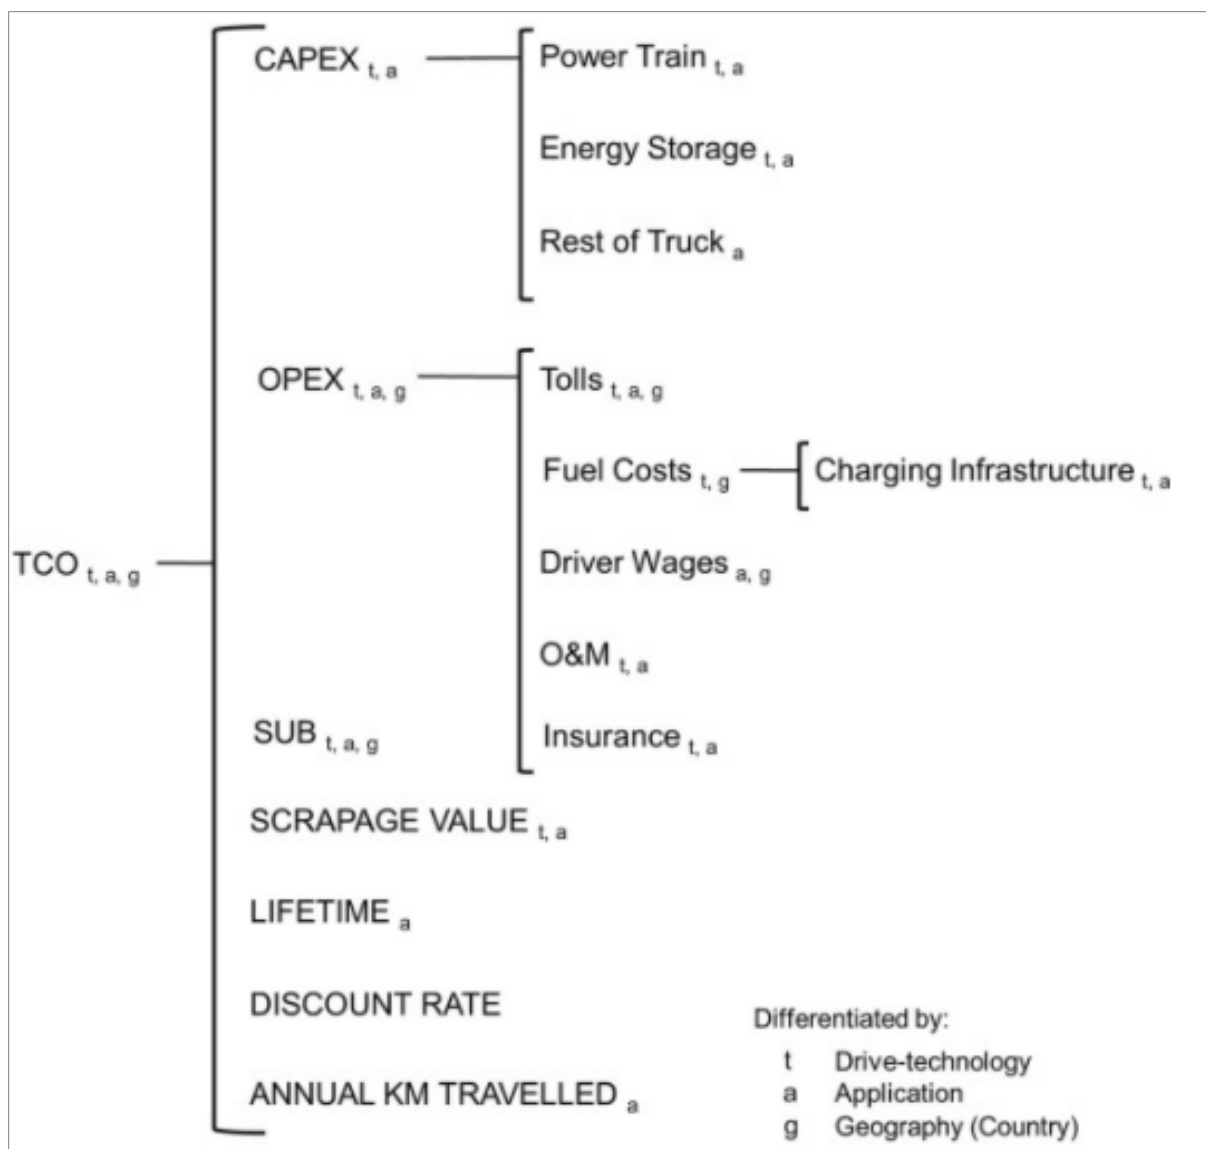 CAPEX t, a
Power Train t, a
Energy Storage t, a
Rest of Truck a
OPEX t, a, g
Tolls t, a, g
Fuel Costs t, g
Charging Infrastructure t, a
TCO t, a, g
Driver Wages a, g
O&M t, a
SUB t, a, g
Insurance t, a
SCRAPAGE VALUE t, a
LIFETIME a
DISCOUNT RATE
ANNUAL KM TRAVELLED a
Differentiated by:
t Drive-technology
a Application
g Geography (Country)